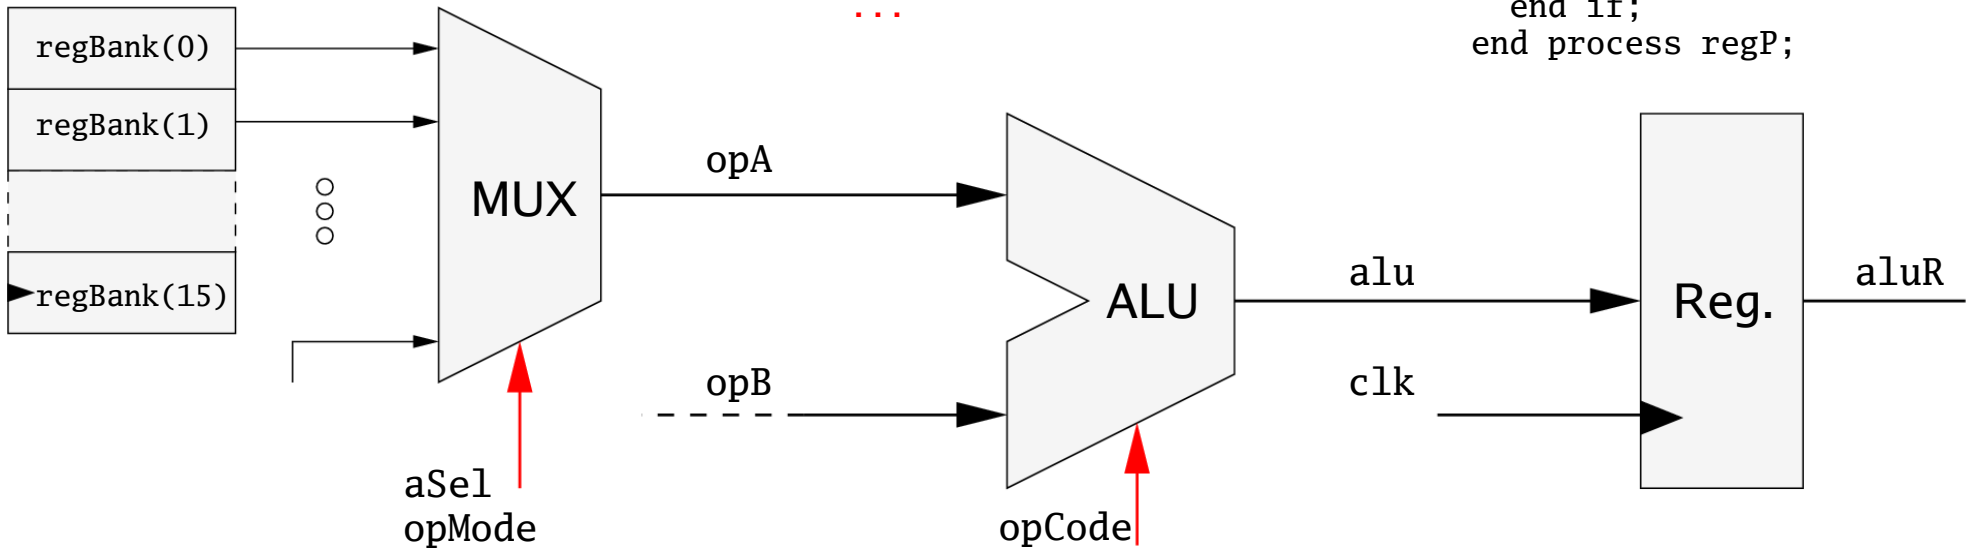 ...
end if;
end process regP;
regBank(0)
regBank(1)
regBank(15)
MUX
opA
opB
aSel
opMode
ALU
opCode
alu
clk
Reg.
aluR